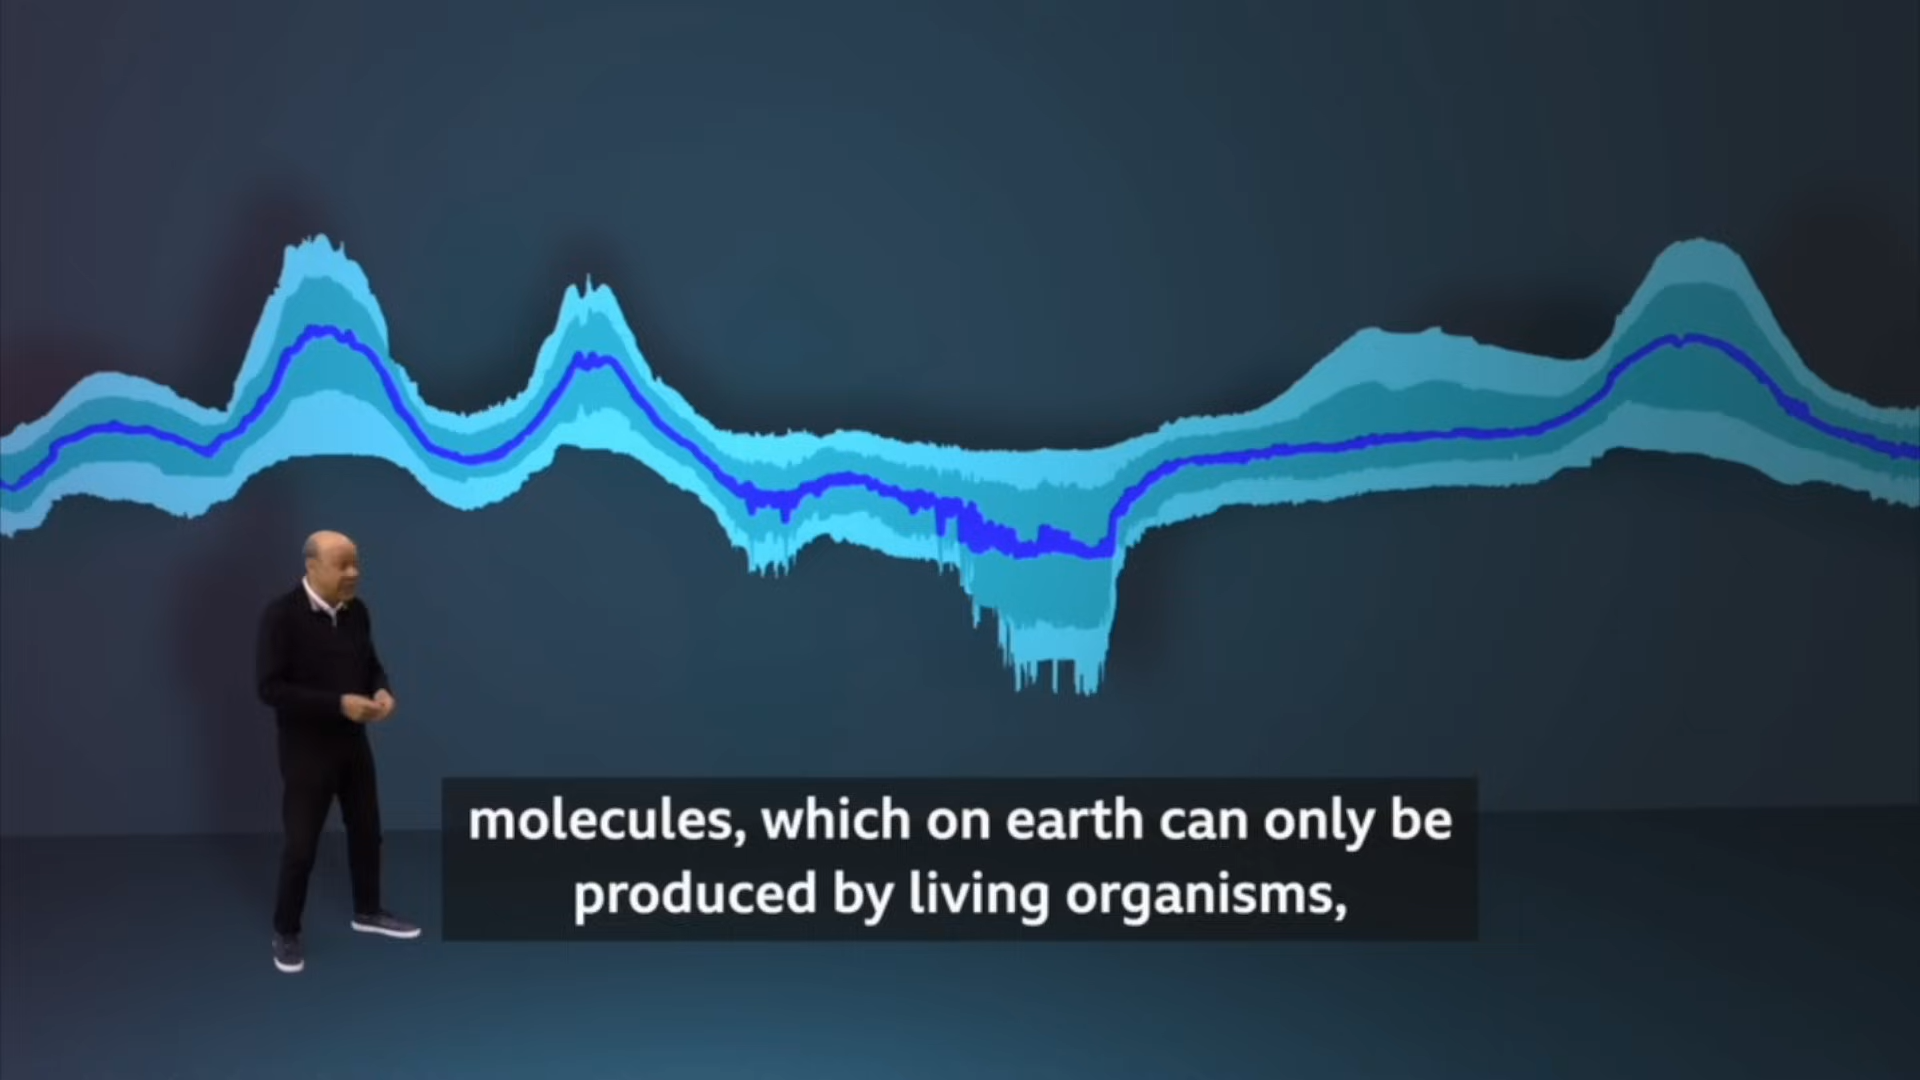 molecules, which on earth can only be
produced by living organisms,